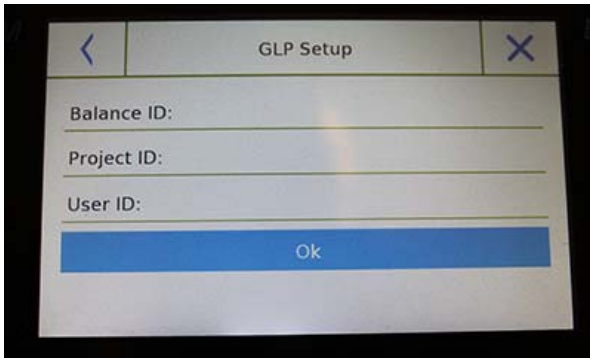 GLP Setup
Balance ID:
Project ID:
User ID:
Ok